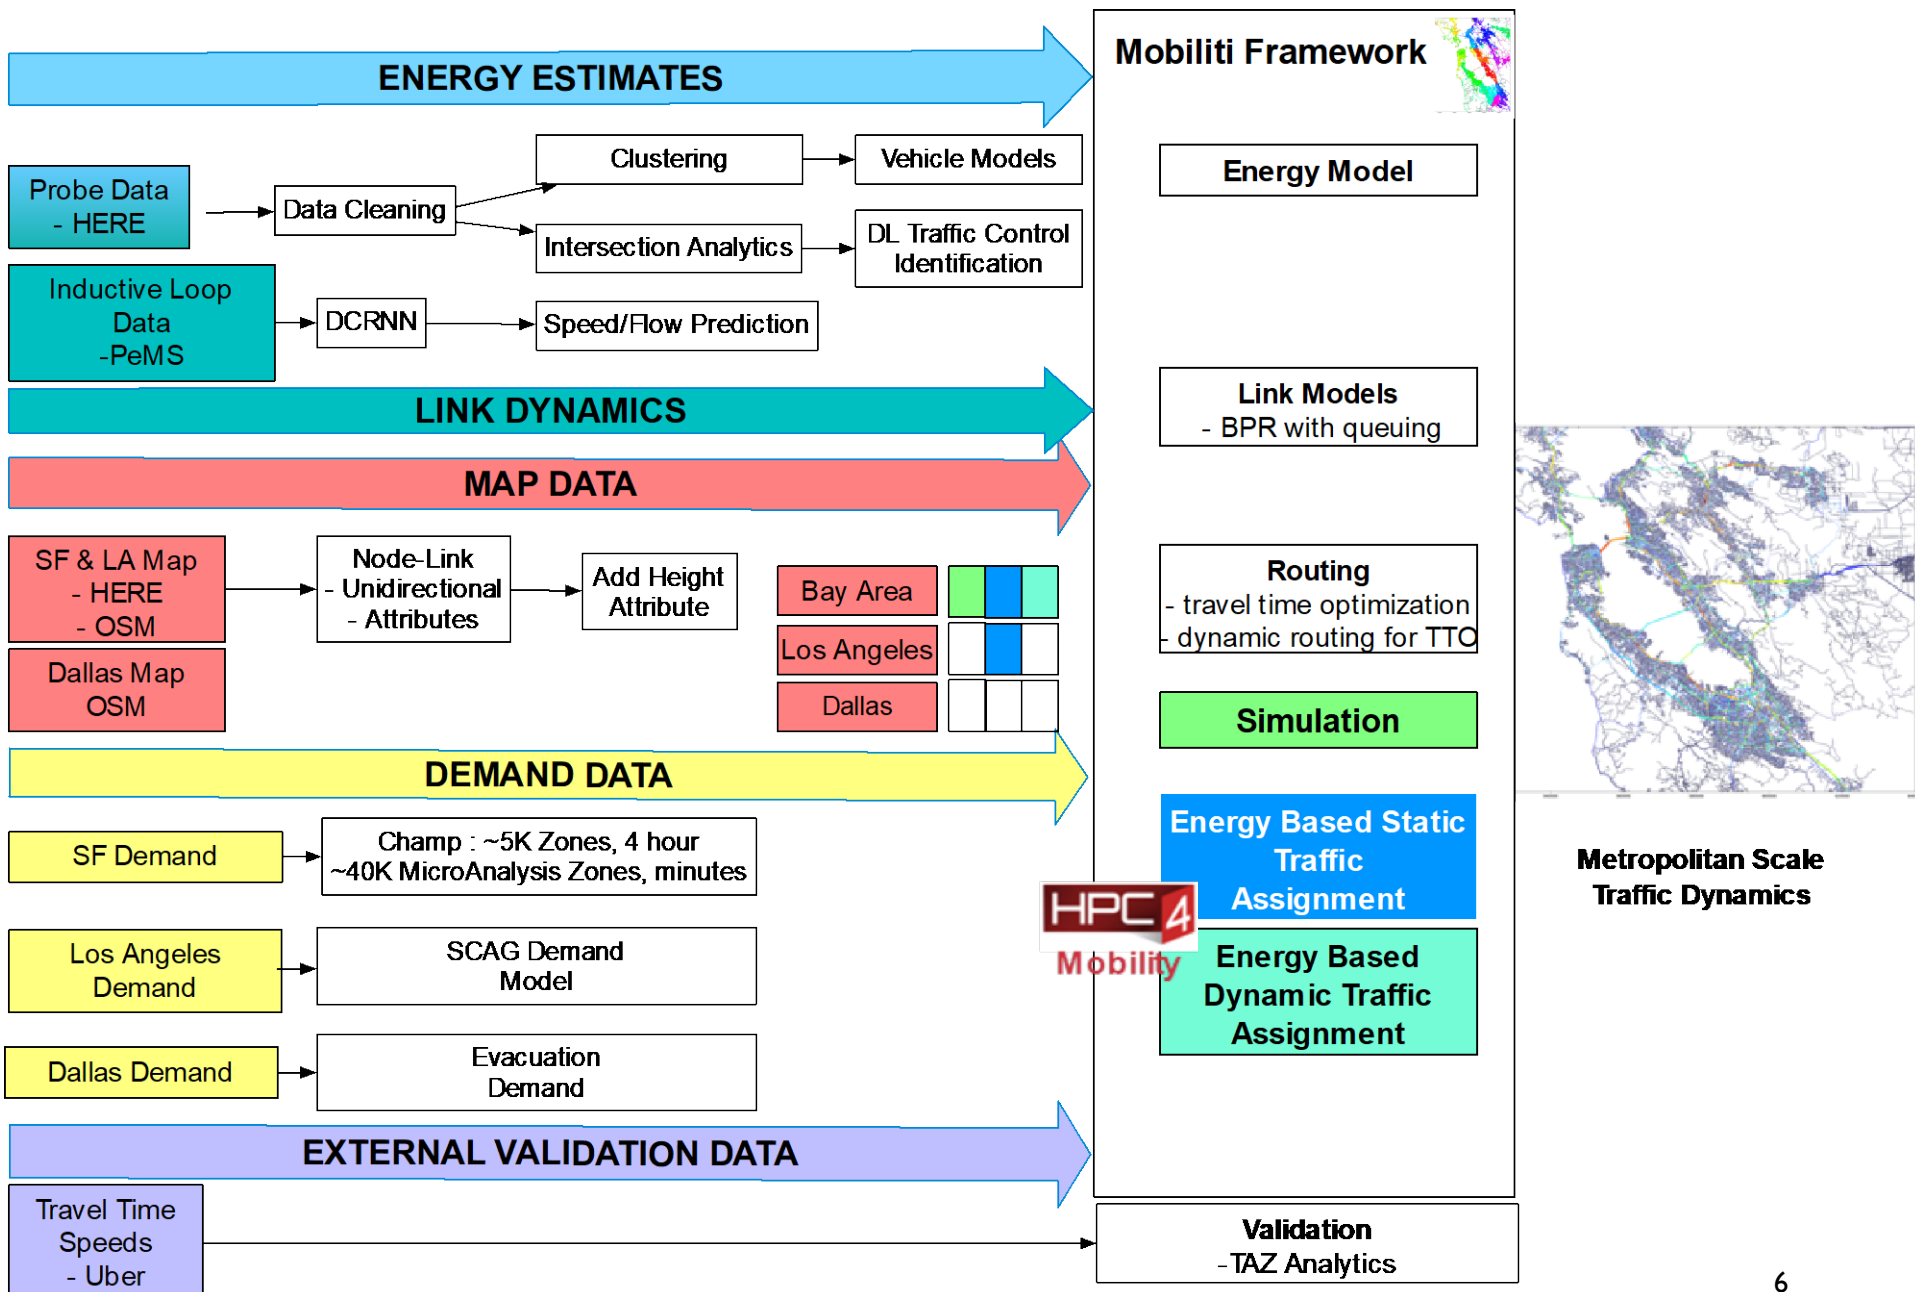 ENERGY ESTIMATES
Mobiliti Framework
Probe Data
- HERE
Data Cleaning
Clustering
Vehicle Models
Intersection Analytics
DL Traffic Control
Identification
Energy Model
Inductive Loop
Data
-PeMS
DCRNN
Speed/Flow Prediction
LINK DYNAMICS
Link Models
- BPR with queuing
MAP DATA
SF & LA Map
- HERE
- OSM
Node-Link
- Unidirectional
- Attributes
Add Height
Attribute
Dallas Map
OSM
Bay Area
Los Angeles
Dallas
Routing
- travel time optimization
- dynamic routing for TTO
Simulation
DEMAND DATA
SF Demand
Champ : ~5K Zones, 4 hour
~40K MicroAnalysis Zones, minutes
Los Angeles
Demand
SCAG Demand
Model
Dallas Demand
Evacuation
Demand
Energy Based Static
Traffic
Assignment
HPC 4
Mobility
Energy Based
Dynamic Traffic
Assignment
Metropolitan Scale
Traffic Dynamics
EXTERNAL VALIDATION DATA
Travel Time
Speeds
- Uber
Validation
-TAZ Analytics
6